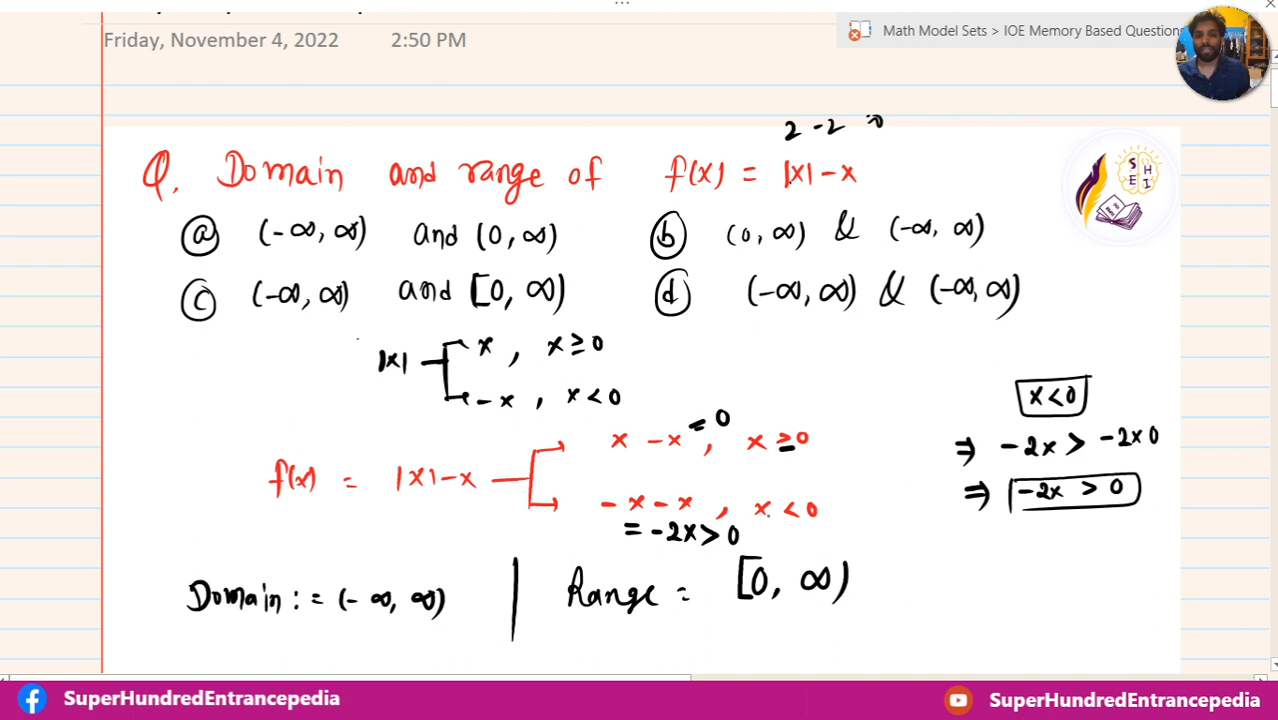 Friday, November 4, 2022 2:50 PM
Math Model Sets > IOE Memory Based Questions
2 -2 =0
Q. Domain and range of f(x) = |x| - x
S H
E I
(a) (-∞, ∞) and (0, ∞) (b) (0, ∞) & (-∞, ∞)
(c) (-∞, ∞) and [0, ∞) (d) (-∞, ∞) & (-∞, ∞)
|x| x , x ≥ 0
- x , x < 0
x < 0
x - x = 0 , x ≥ 0
⇒ -2x > -2x0
f(x) = |x| - x
⇒ -2x > 0
- x - x , x < 0
= -2x > 0
Domain : = (-∞, ∞) | Range = [0, ∞)
SuperHundredEntrancepedia SuperHundredEntrancepedia